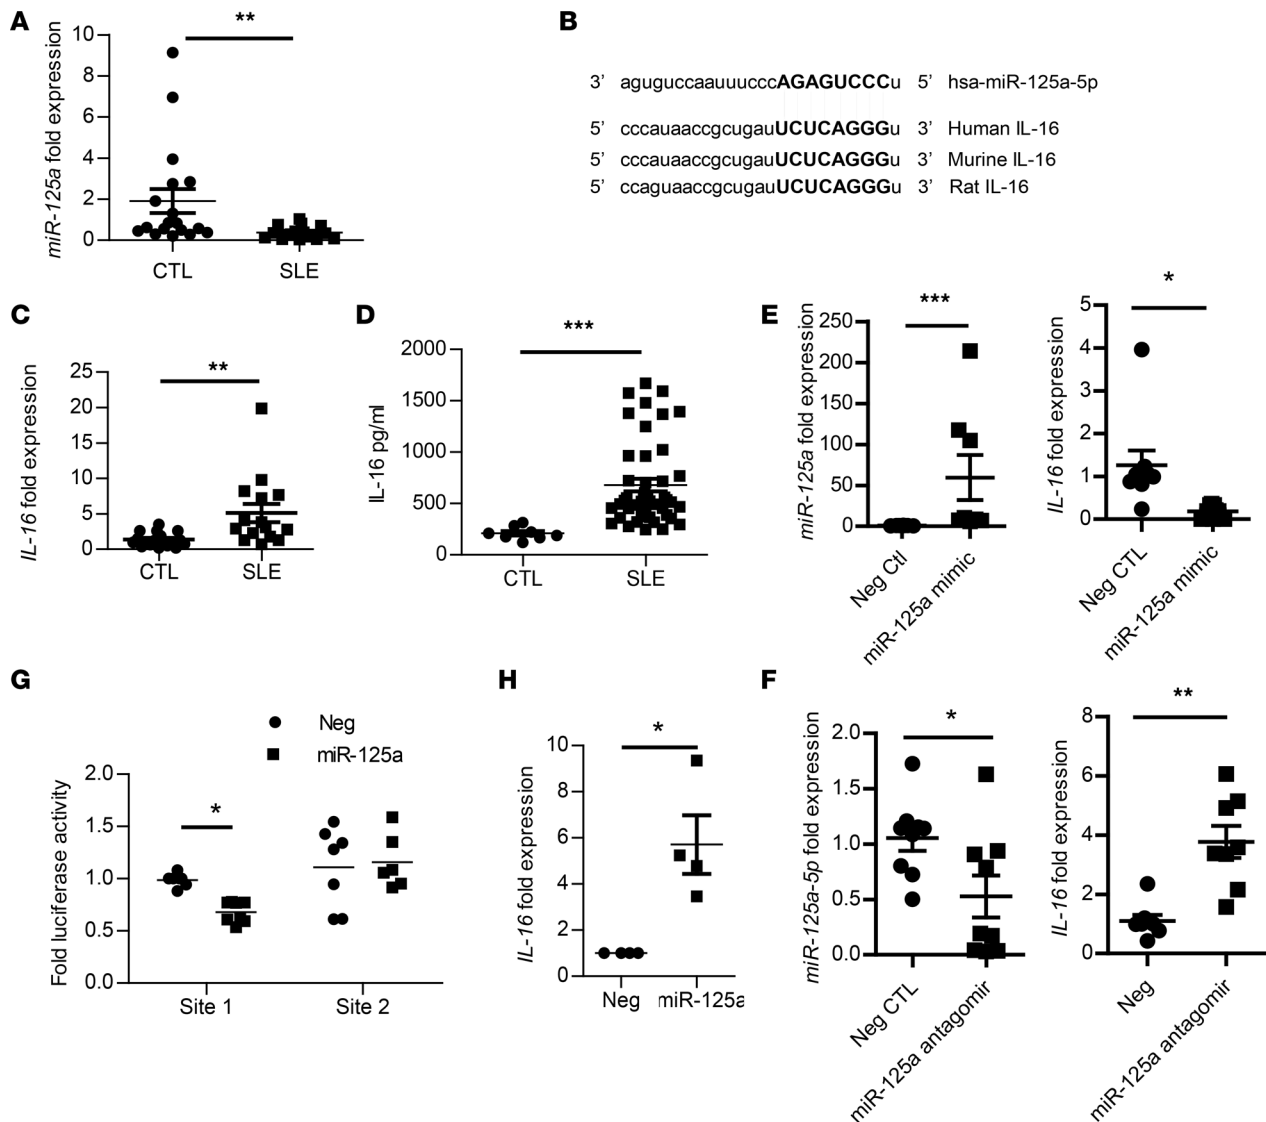 A
**
10
8
6
4
2
0
miR-125a fold expression
CTL
SLE
B
3’ aguguccaauuucccAGAGUCCCu 5’ hsa-miR-125a-5p
5’ cccauaaccgcugauUCUCAGGGu 3’ Human IL-16
5’ cccauaaccgcugauUCUCAGGGu 3’ Murine IL-16
5’ ccaguaaccgcugauUCUCAGGGu 3’ Rat IL-16
C
**
25
20
15
10
5
0
IL-16 fold expression
CTL
SLE
D
***
2000
1500
1000
500
0
IL-16 pg/ml
CTL
SLE
E
***
250
200
150
100
50
0
miR-125a fold expression
Neg Ctl
miR-125a mimic
*
5
4
3
2
1
0
IL-16 fold expression
Neg CTL
miR-125a mimic
G
Neg
miR-125a
*
2.0
1.5
1.0
0.5
0.0
Fold luciferase activity
Site 1
Site 2
H
*
10
8
6
4
2
0
IL-16 fold expression
Neg
miR-125a
F
*
2.0
1.5
1.0
0.5
0.0
miR-125a-5p fold expression
Neg CTL
miR-125a antagomir
**
8
6
4
2
0
IL-16 fold expression
Neg
miR-125a antagomir